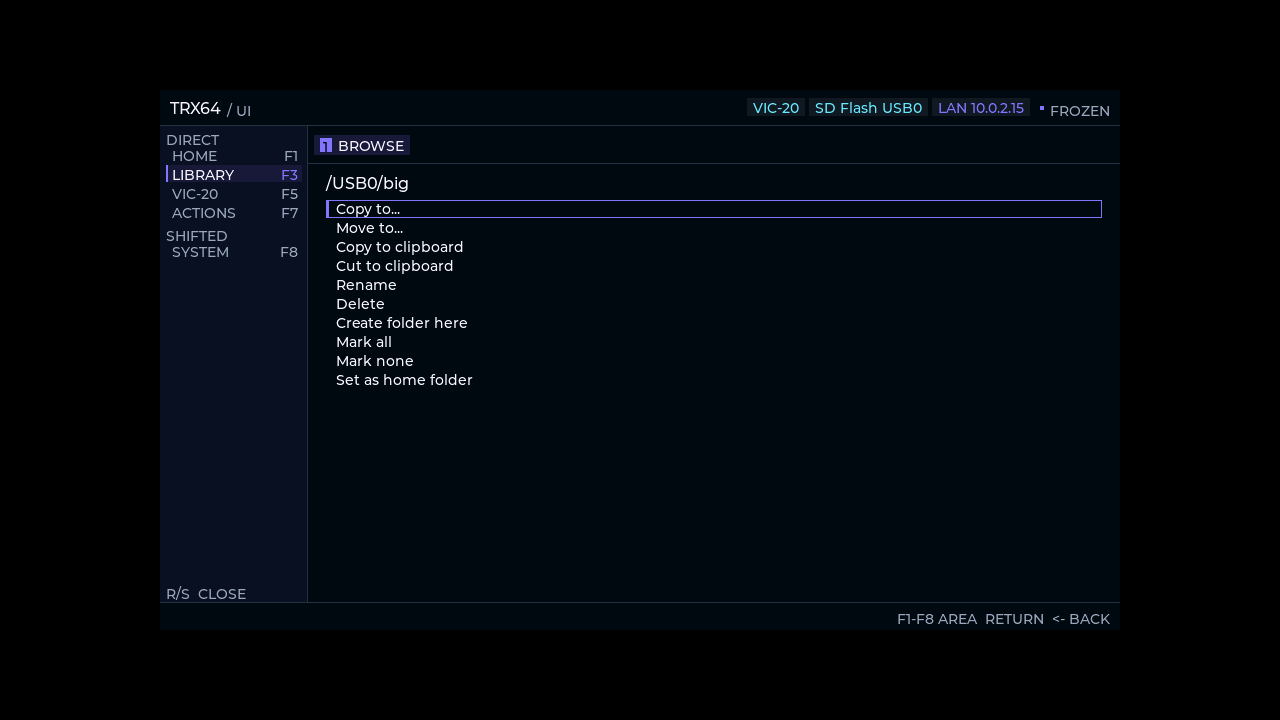 TRX64 / UI VIC-20 SD Flash USB0 LAN 10.0.2.15 FROZEN
DIRECT
HOME F1
LIBRARY F3
VIC-20 F5
ACTIONS F7
SHIFTED
SYSTEM F8
R/S CLOSE
1 BROWSE
/USB0/big
Copy to...
Move to...
Copy to clipboard
Cut to clipboard
Rename
Delete
Create folder here
Mark all
Mark none
Set as home folder
F1-F8 AREA RETURN <- BACK